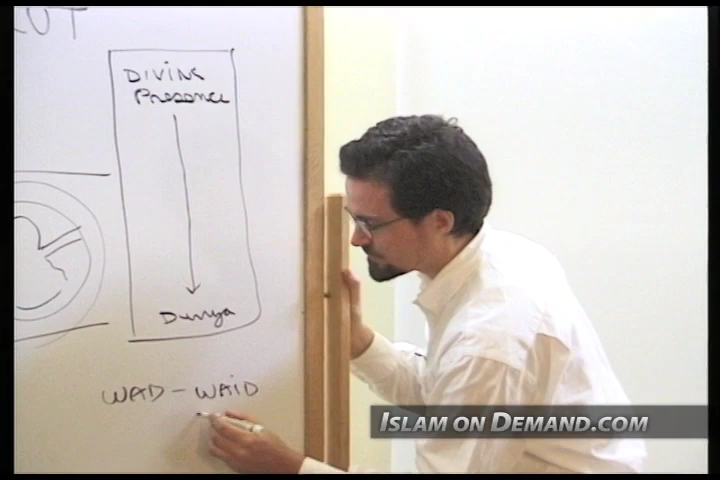 DIVINE
Presence
Dunya
WAD - WAID
ISLAM ON DEMAND.COM